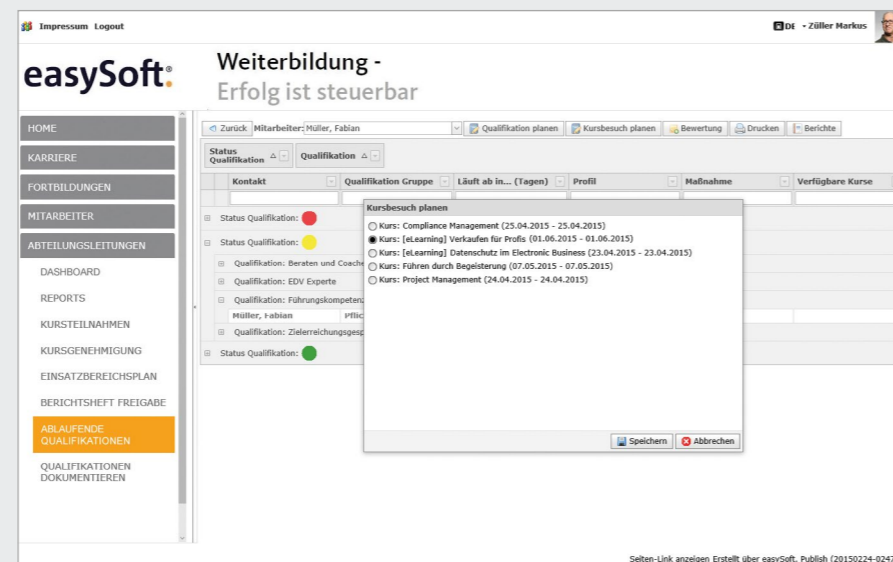 Impressum Logout
DE - Züller Markus
easySoft.
Weiterbildung -
Erfolg ist steuerbar
HOME
KARRIERE
FORTBILDUNGEN
MITARBEITER
ABTEILUNGSLEITUNGEN
DASHBOARD
REPORTS
KURSTEILNAHMEN
KURSGENEHMIGUNG
EINSATZBEREICHSPLAN
BERICHTSHEFT FREIGABE
ABLAUFENDE
QUALIFIKATIONEN
QUALIFIKATIONEN
DOKUMENTIEREN
Zurück Mitarbeiter: Müller, Fabian Qualifikation planen Kursbesuch planen Bewertung Drucken Berichte
Status
Qualifikation Qualifikation
Kontakt Qualifikation Gruppe Läuft ab in... (Tagen) Profil Maßnahme Verfügbare Kurse
Status Qualifikation:
Status Qualifikation:
Qualifikation: Beraten und Coache
Qualifikation: EDV Experte
Qualifikation: Führungskompetenz
Müller, Fabian Pflic
Qualifikation: Zielerreichungsgesp
Status Qualifikation:
Kursbesuch planen
Kurs: Compliance Management (25.04.2015 - 25.04.2015)
Kurs: [eLearning] Verkaufen für Profis (01.06.2015 - 01.06.2015)
Kurs: [eLearning] Datenschutz im Electronic Business (23.04.2015 - 23.04.2015)
Kurs: Führen durch Begeisterung (07.05.2015 - 07.05.2015)
Kurs: Project Management (24.04.2015 - 24.04.2015)
Speichern Abbrechen
Seiten-Link anzeigen Erstellt über easySoft. Publish (20150224-0247